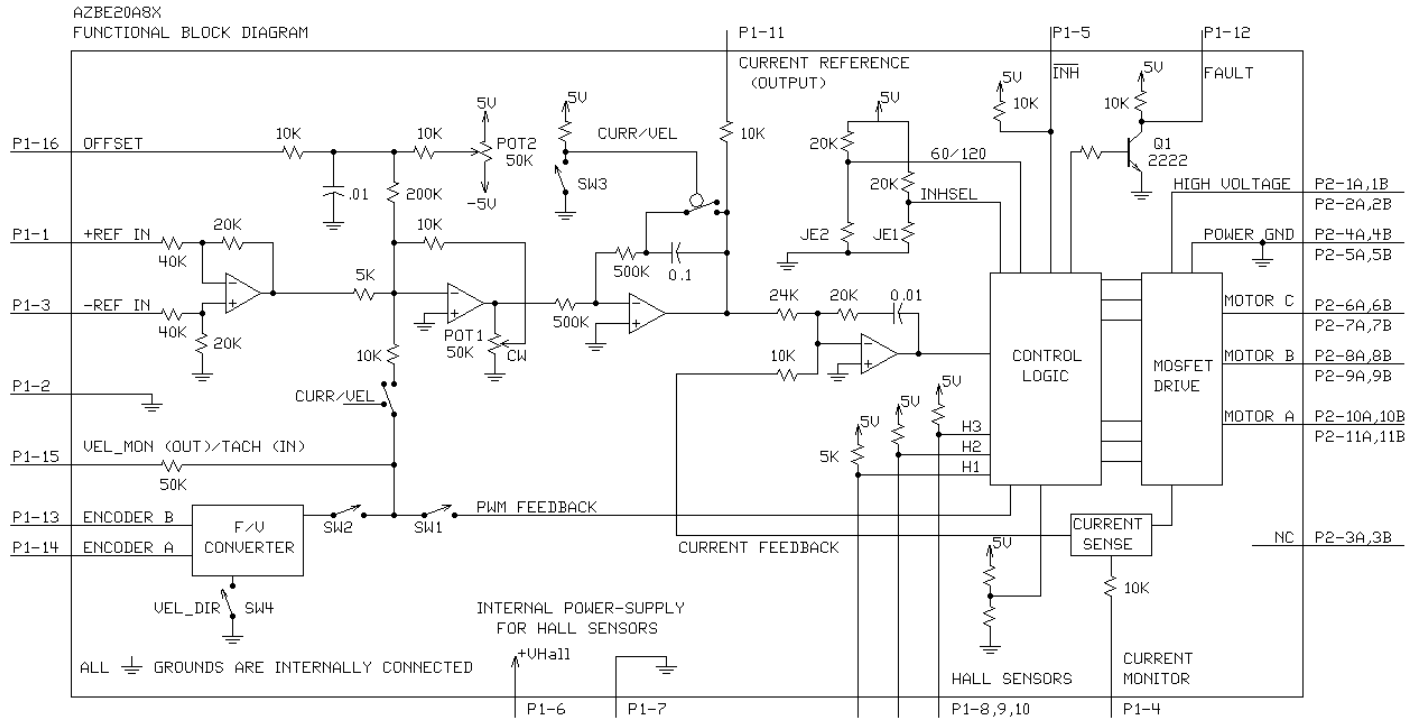 AZBE20A8X
FUNCTIONAL BLOCK DIAGRAM
P1-11
P1-5
P1-12
CURRENT REFERENCE
(OUTPUT)
INH
FAULT
5V
5V
5V
5V
5V
10K
10K
10K
P1-16
OFFSET
10K
10K
POT2
50K
-5V
CURR/VEL
SW3
20K
60/120
20K
INHSEL
Q1
2222
.01
200K
HIGH VOLTAGE
P2-1A,1B
P2-2A,2B
P1-1
+REF IN
20K
40K
10K
500K
0.1
JE2
JE1
POWER GND
P2-4A,4B
P2-5A,5B
5K
P1-3
-REF IN
40K
20K
POT1
50K
CW
500K
24K
20K
0.01
MOTOR C
P2-6A,6B
P2-7A,7B
10K
10K
CONTROL
LOGIC
MOSFET
DRIVE
MOTOR B
P2-8A,8B
P2-9A,9B
P1-2
CURR/VEL
5V
5V
5V
MOTOR A
P2-10A,10B
P2-11A,11B
VEL_MON (OUT)/TACH (IN)
P1-15
50K
5K
H3
H2
H1
P1-13
ENCODER B
F/V
CONVERTER
SW2
SW1
PWM FEEDBACK
P1-14
ENCODER A
CURRENT FEEDBACK
CURRENT
SENSE
NC
P2-3A,3B
5V
10K
VEL_DIR
SW4
INTERNAL POWER-SUPPLY
FOR HALL SENSORS
+VHall
ALL
GROUNDS ARE INTERNALLY CONNECTED
HALL SENSORS
CURRENT
MONITOR
P1-6
P1-7
P1-8,9,10
P1-4